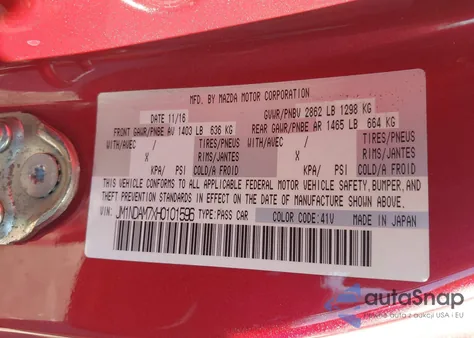 MFD. BY MAZDA MOTOR CORPORATION
DATE 11/16 GVWR/PNBV 2862 LB 1298 KG
FRONT GAWR/PNBE AV 1403 LB 636 KG REAR GAWR/PNBE AR 1465 LB 664 KG
WITH/AVEC / TIRES/PNEUS WITH/AVEC / TIRES/PNEUS
X RIMS/JANTES X RIMS/JANTES
KPA/ PSI COLD/A FROID KPA/ PSI COLD/A FROID
THIS VEHICLE CONFORMS TO ALL APPLICABLE FEDERAL MOTOR VEHICLE SAFETY, BUMPER, AND
THEFT PREVENTION STANDARDS IN EFFECT ON THE DATE OF MANUFACTURE SHOWN ABOVE.
VIN: JM1NDAM7XH0101596 TYPE: PASS CAR COLOR CODE: 41V MADE IN JAPAN
autoSnap
auta z aukcji USA i EU